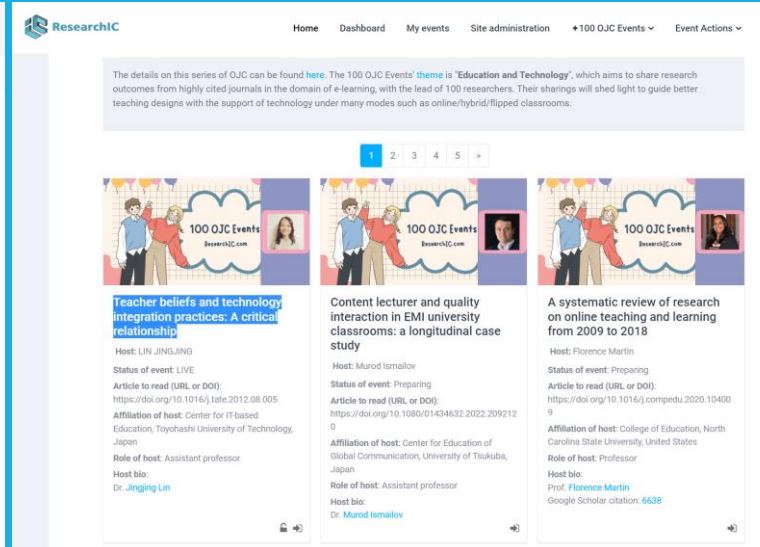 ResearchIC
Home Dashboard My events Site administration ✦100 OJC Events Event Actions
The details on this series of OJC can be found here. The 100 OJC Events' theme is "Education and Technology", which aims to share research
outcomes from highly cited journals in the domain of e-learning, with the lead of 100 researchers. Their sharings will shed light to guide better
teaching designs with the support of technology under many modes such as online/hybrid/flipped classrooms.
1 2 3 4 5 »
100 OJC Events
ResearchIC.com
Teacher beliefs and technology
integration practices: A critical
relationship
Host: LIN JINGJING
Status of event: LIVE
Article to read (URL or DOI):
https://doi.org/10.1016/j.tate.2012.08.005
Affiliation of host: Center for IT-based
Education, Toyohashi University of Technology,
Japan
Role of host: Assistant professor
Host bio:
Dr. Jingjing Lin
100 OJC Events
ResearchIC.com
Content lecturer and quality
interaction in EMI university
classrooms: a longitudinal case
study
Host: Murod Ismailov
Status of event: Preparing
Article to read (URL or DOI):
https://doi.org/10.1080/01434632.2022.209212
0
Affiliation of host: Center for Education of
Global Communication, University of Tsukuba,
Japan
Role of host: Assistant professor
Host bio:
Dr. Murod Ismailov
100 OJC Events
ResearchIC.com
A systematic review of research
on online teaching and learning
from 2009 to 2018
Host: Florence Martin
Status of event: Preparing
Article to read (URL or DOI):
https://doi.org/10.1016/j.compedu.2020.10400
9
Affiliation of host: College of Education, North
Carolina State University, United States
Role of host: Professor
Host bio:
Prof. Florence Martin
Google Scholar citation: 6638